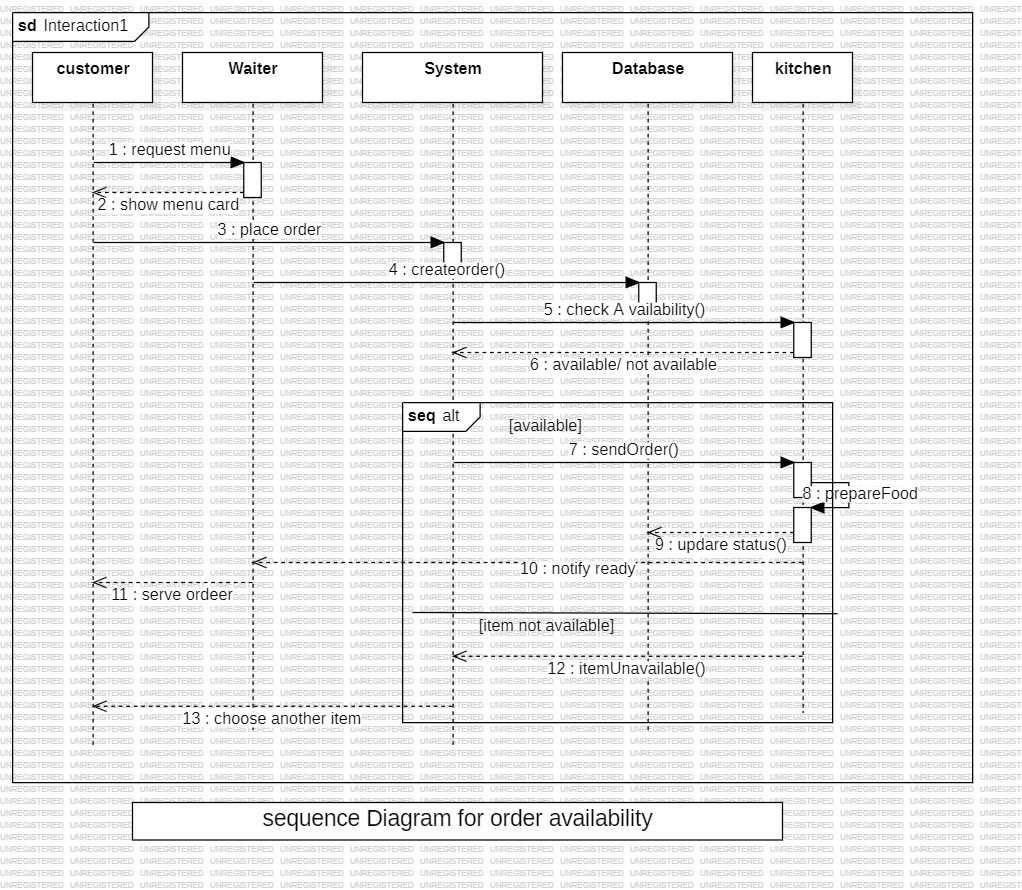 sd Interaction1
customer
Waiter
System
Database
kitchen
1 : request menu
2 : show menu card
3 : place order
4 : createorder()
5 : check A vailability()
6 : available/ not available
seq alt
[available]
7 : sendOrder()
8 : prepareFood
9 : updare status()
10 : notify ready
11 : serve ordeer
[item not available]
12 : itemUnavailable()
13 : choose another item
sequence Diagram for order availability
UNREGISTERED